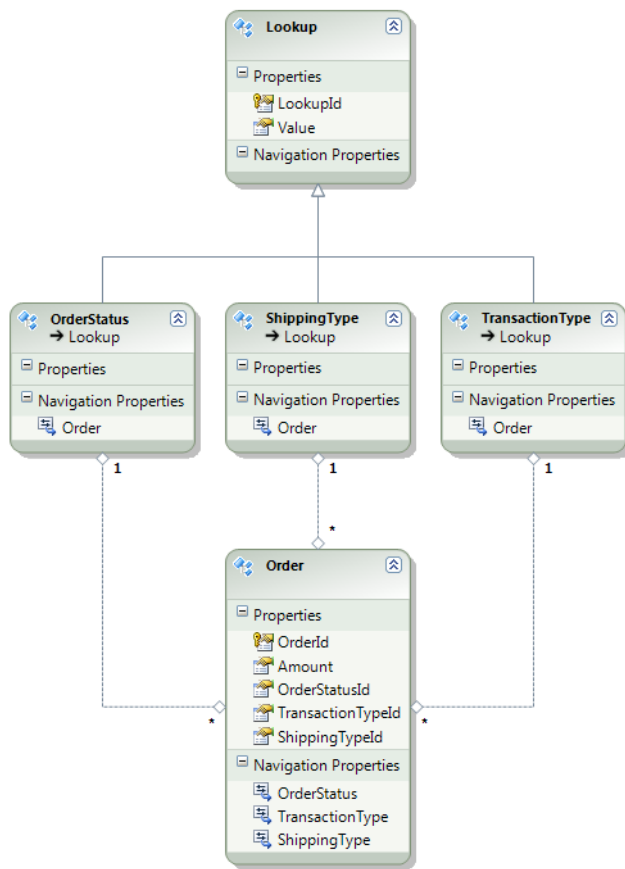 Lookup
Properties
LookupId
Value
Navigation Properties
OrderStatus
Lookup
Properties
Navigation Properties
Order
1
ShippingType
Lookup
Properties
Navigation Properties
Order
1
TransactionType
Lookup
Properties
Navigation Properties
Order
1
*
Order
Properties
OrderId
Amount
OrderStatusId
TransactionTypeId
ShippingTypeId
*
*
Navigation Properties
OrderStatus
TransactionType
ShippingType